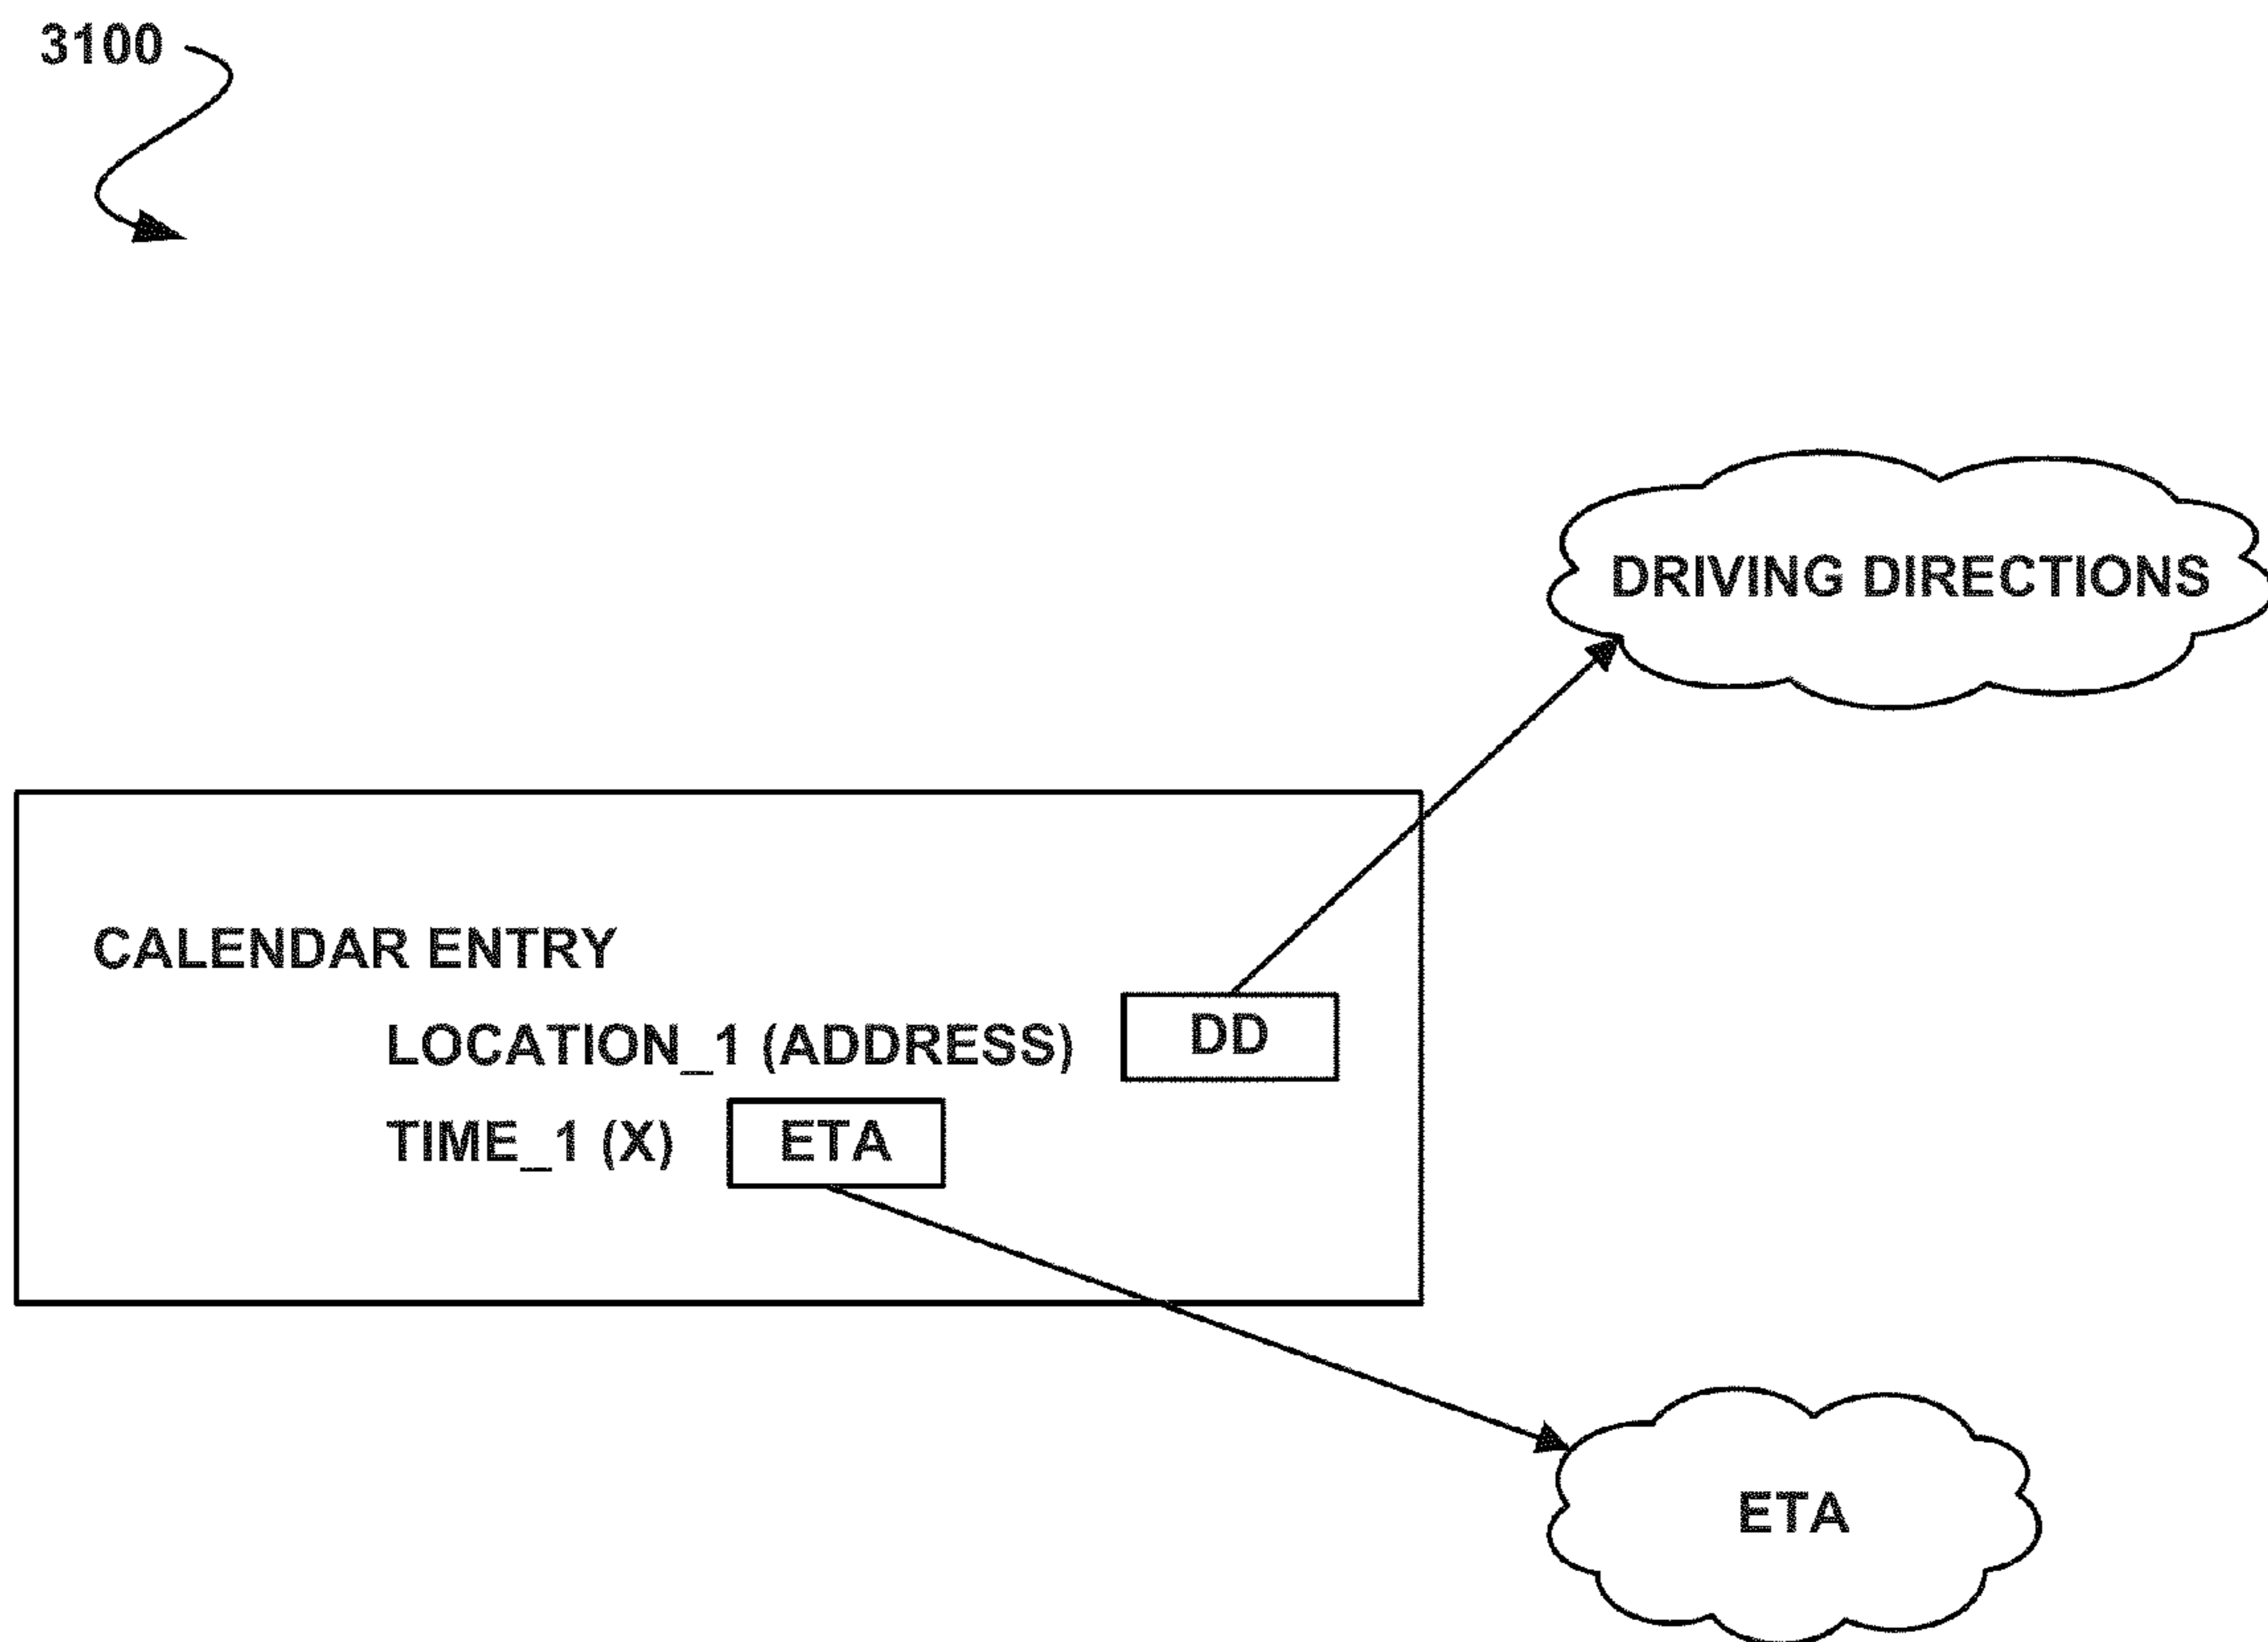 3100
DRIVING DIRECTIONS
CALENDAR ENTRY
LOCATION_1 (ADDRESS) DD
TIME_1 (X) ETA
ETA